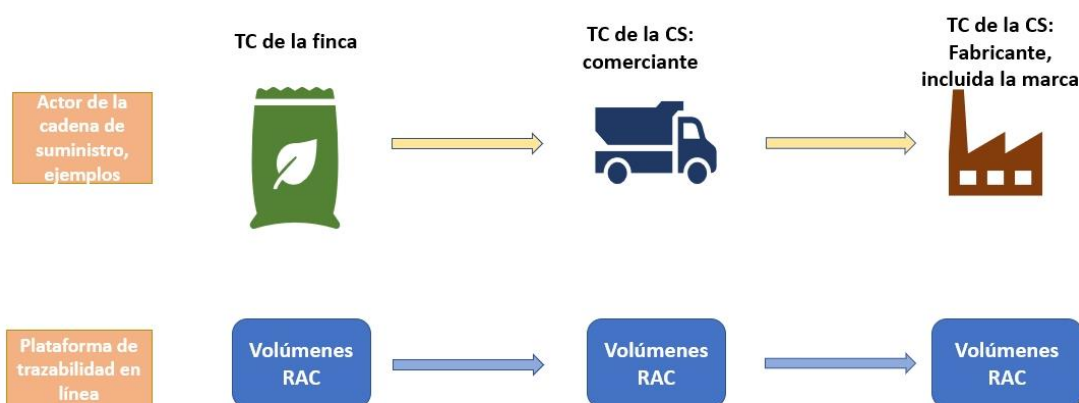 TC de la finca
TC de la CS:
comerciante
TC de la CS:
Fabricante,
incluida la marca
Actor de la
cadena de
suministro,
ejemplos
Plataforma de
trazabilidad en
línea
Volúmenes
RAC
Volúmenes
RAC
Volúmenes
RAC